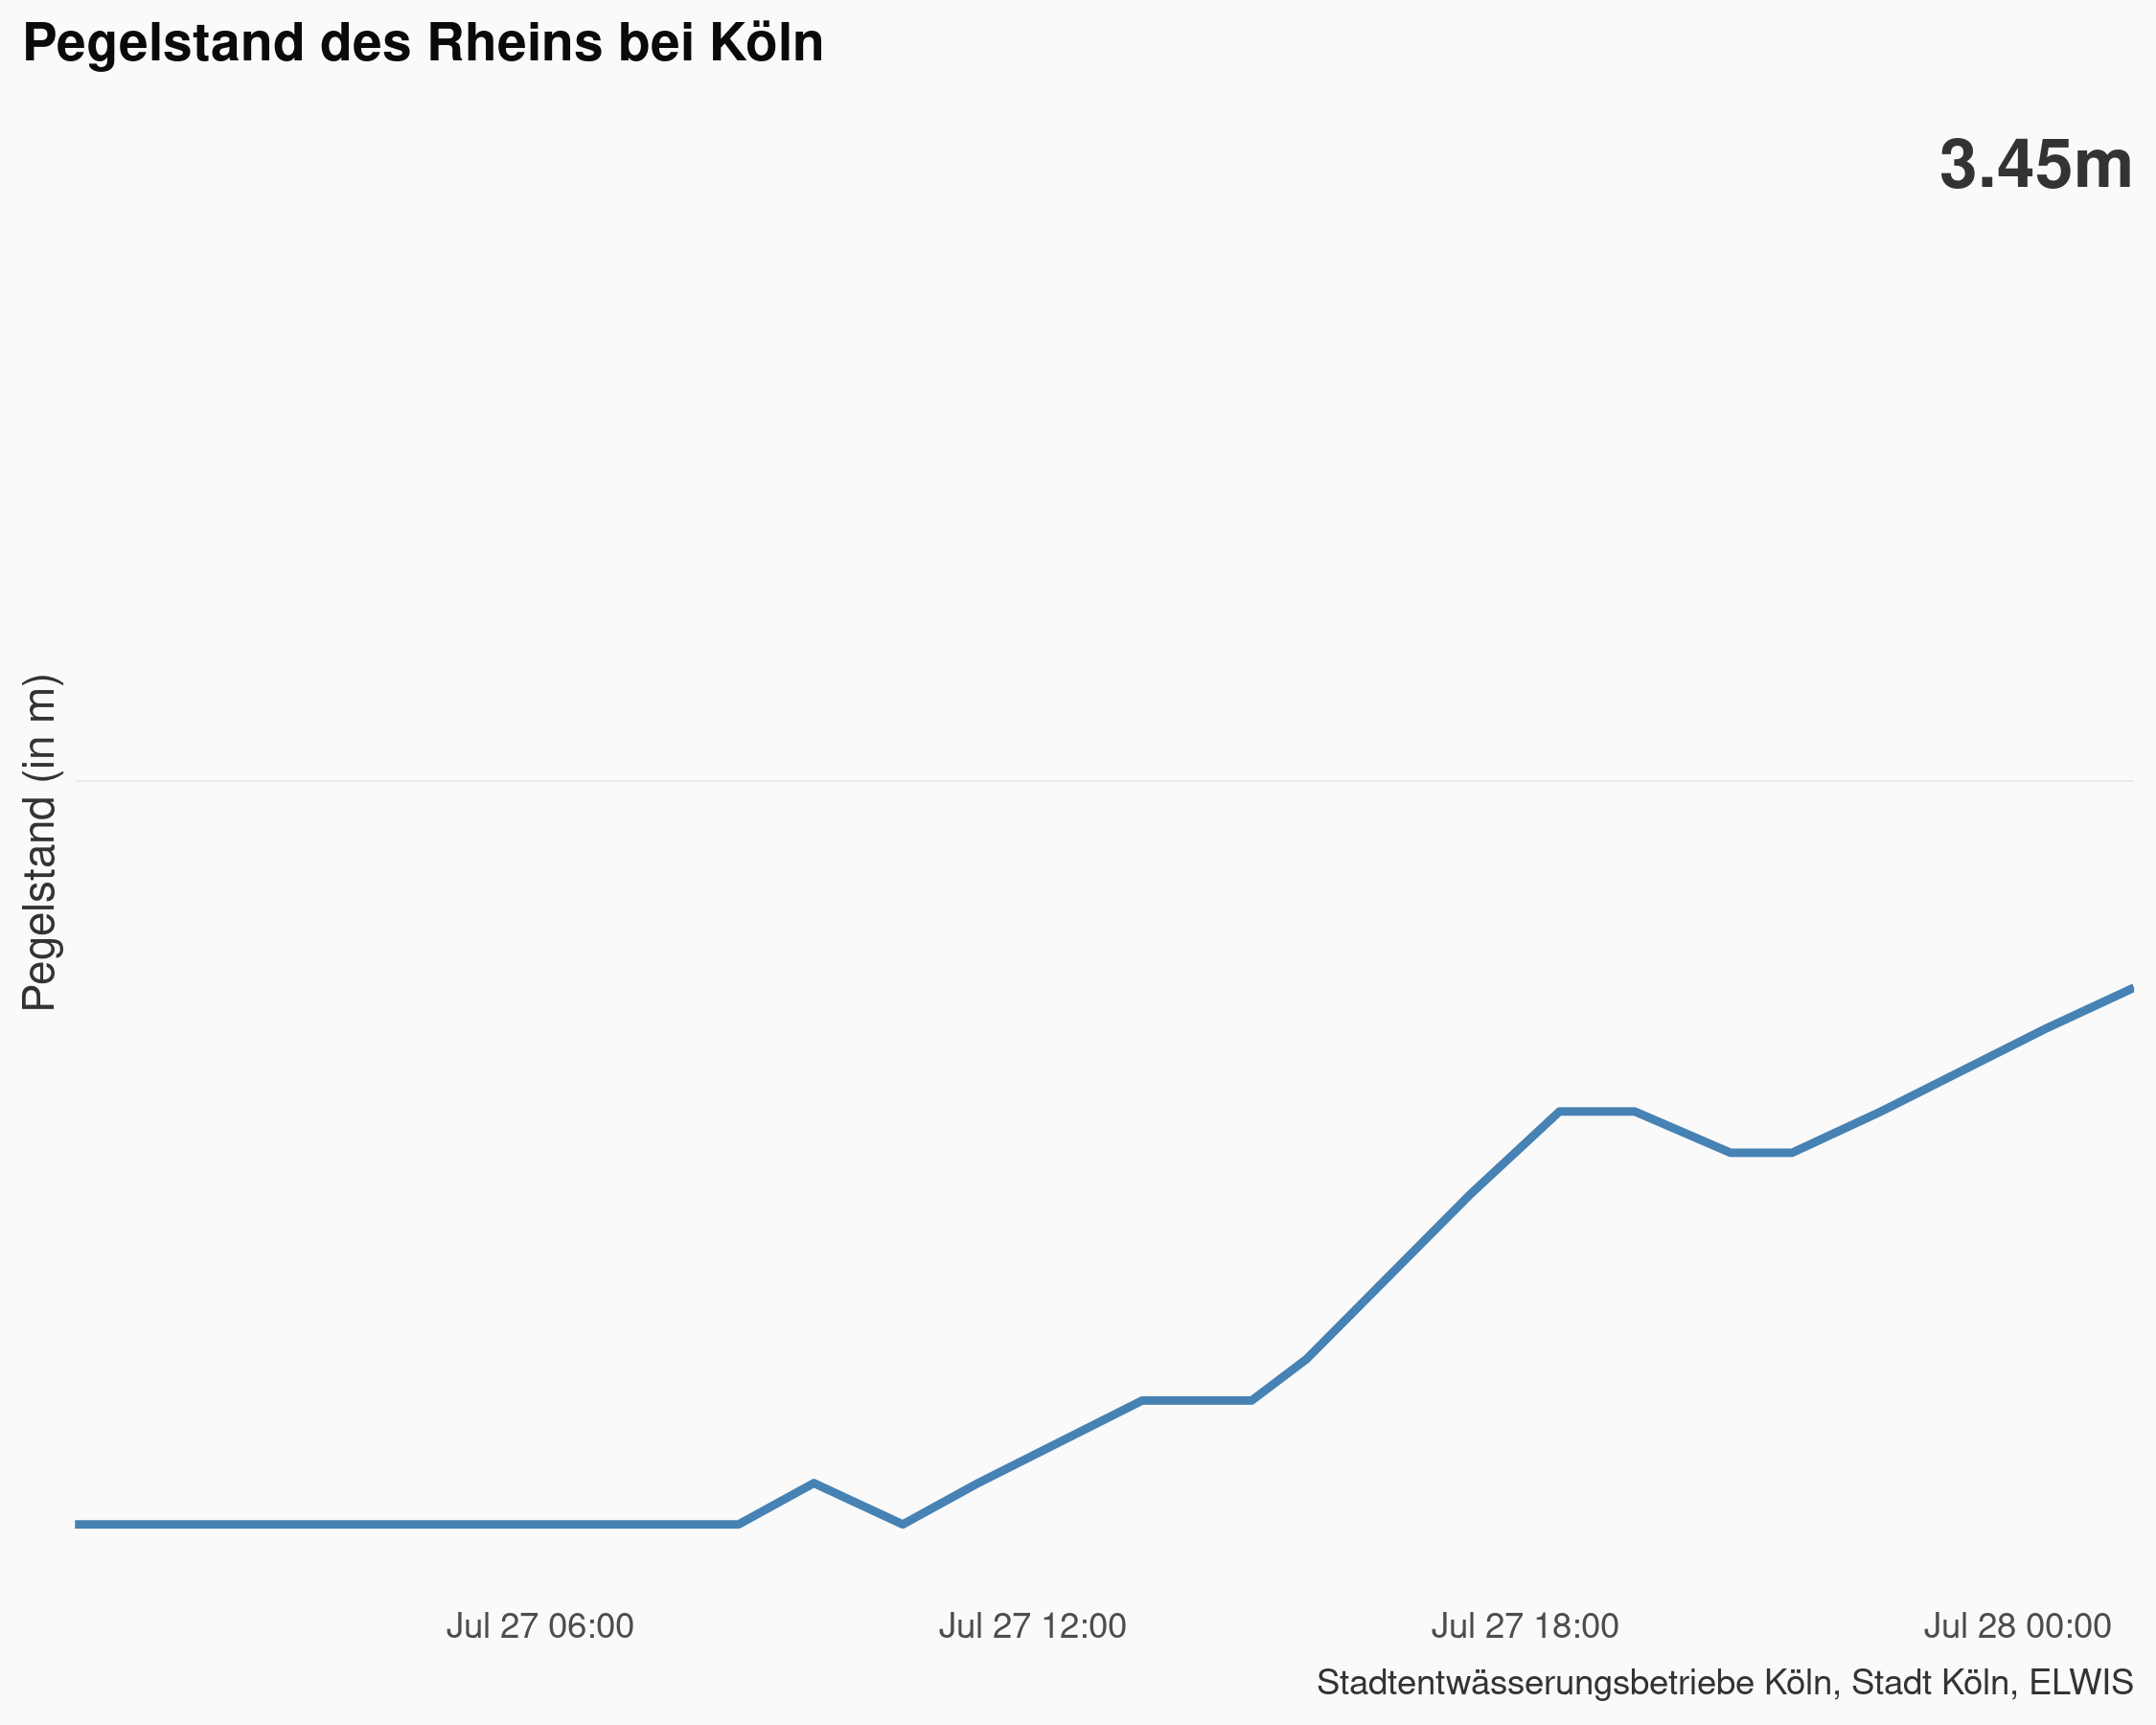 Pegelstand des Rheins bei Köln
3.45m
Pegelstand (in m)
Jul 27 06:00
Jul 27 12:00
Jul 27 18:00
Jul 28 00:00
Stadtentwässerungsbetriebe Köln, Stadt Köln, ELWIS